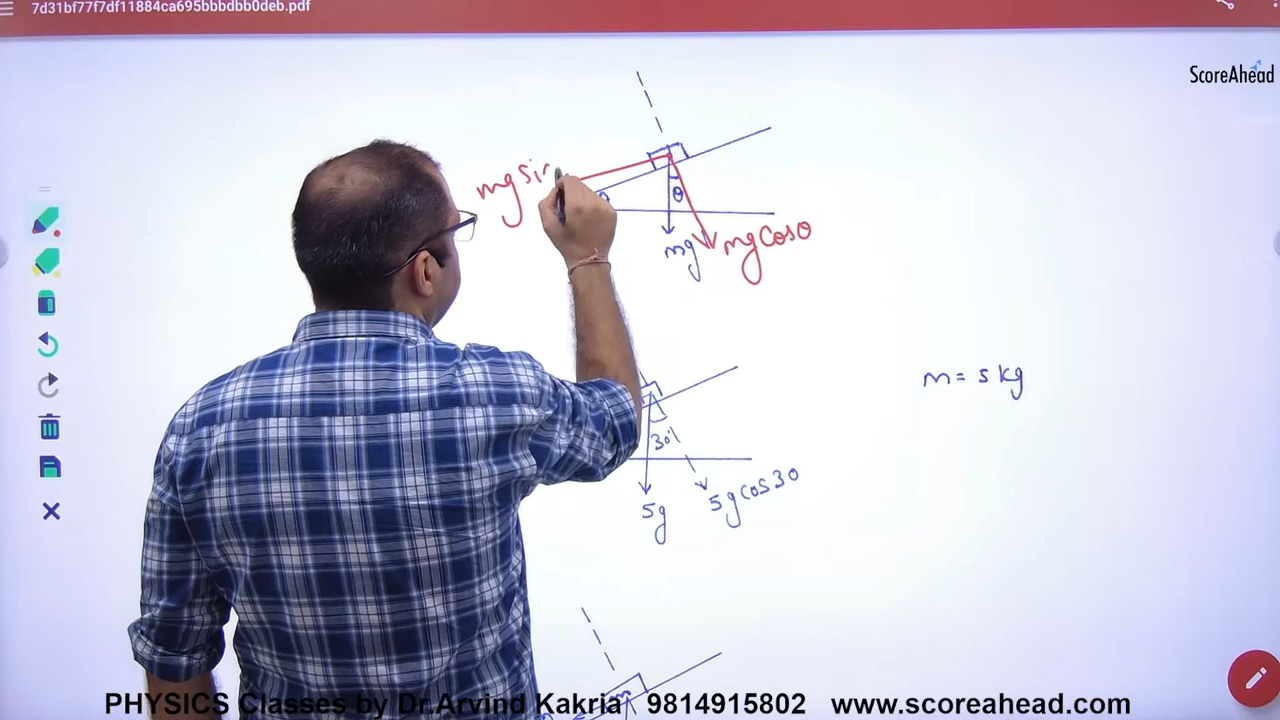 7d31bf77f7df11884ca695bbbdbb0deb.pdf
ScoreAhead
mg sin
θ
mg
mg cosθ
m = 5 kg
30°
5g
5g cos 30
m
PHYSICS Classes by Dr.Arvind Kakria 9814915802 www.scoreahead.com